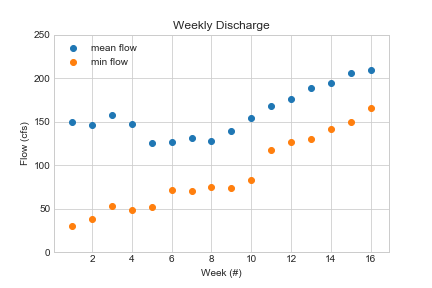 Weekly Discharge
250
mean flow
min flow
200
150
100
50
0
Flow (cfs)
2 4 6 8 10 12 14 16
Week (#)